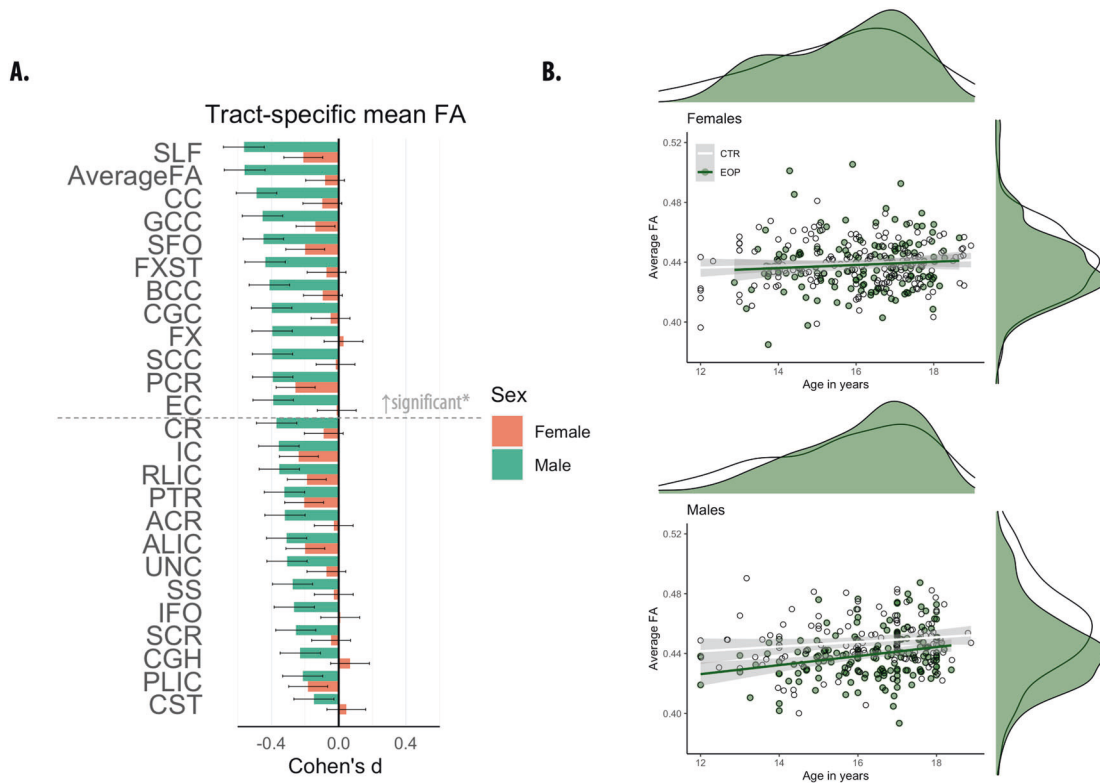 A.
Tract-specific mean FA
SLF
AverageFA
CC
GCC
SFO
FXST
BCC
CGC
FX
SCC
PCR
EC
↑significant*
CR
IC
RLIC
PTR
ACR
ALIC
UNC
SS
IFO
SCR
CGH
PLIC
CST
-0.4 0.0 0.4
Cohen's d
Sex
Female
Male
B.
Females
CTR
EOP
0.52
0.48
0.44
0.40
Average FA
12 14 16 18
Age in years
Males
0.52
0.48
0.44
0.40
Average FA
12 14 16 18
Age in years